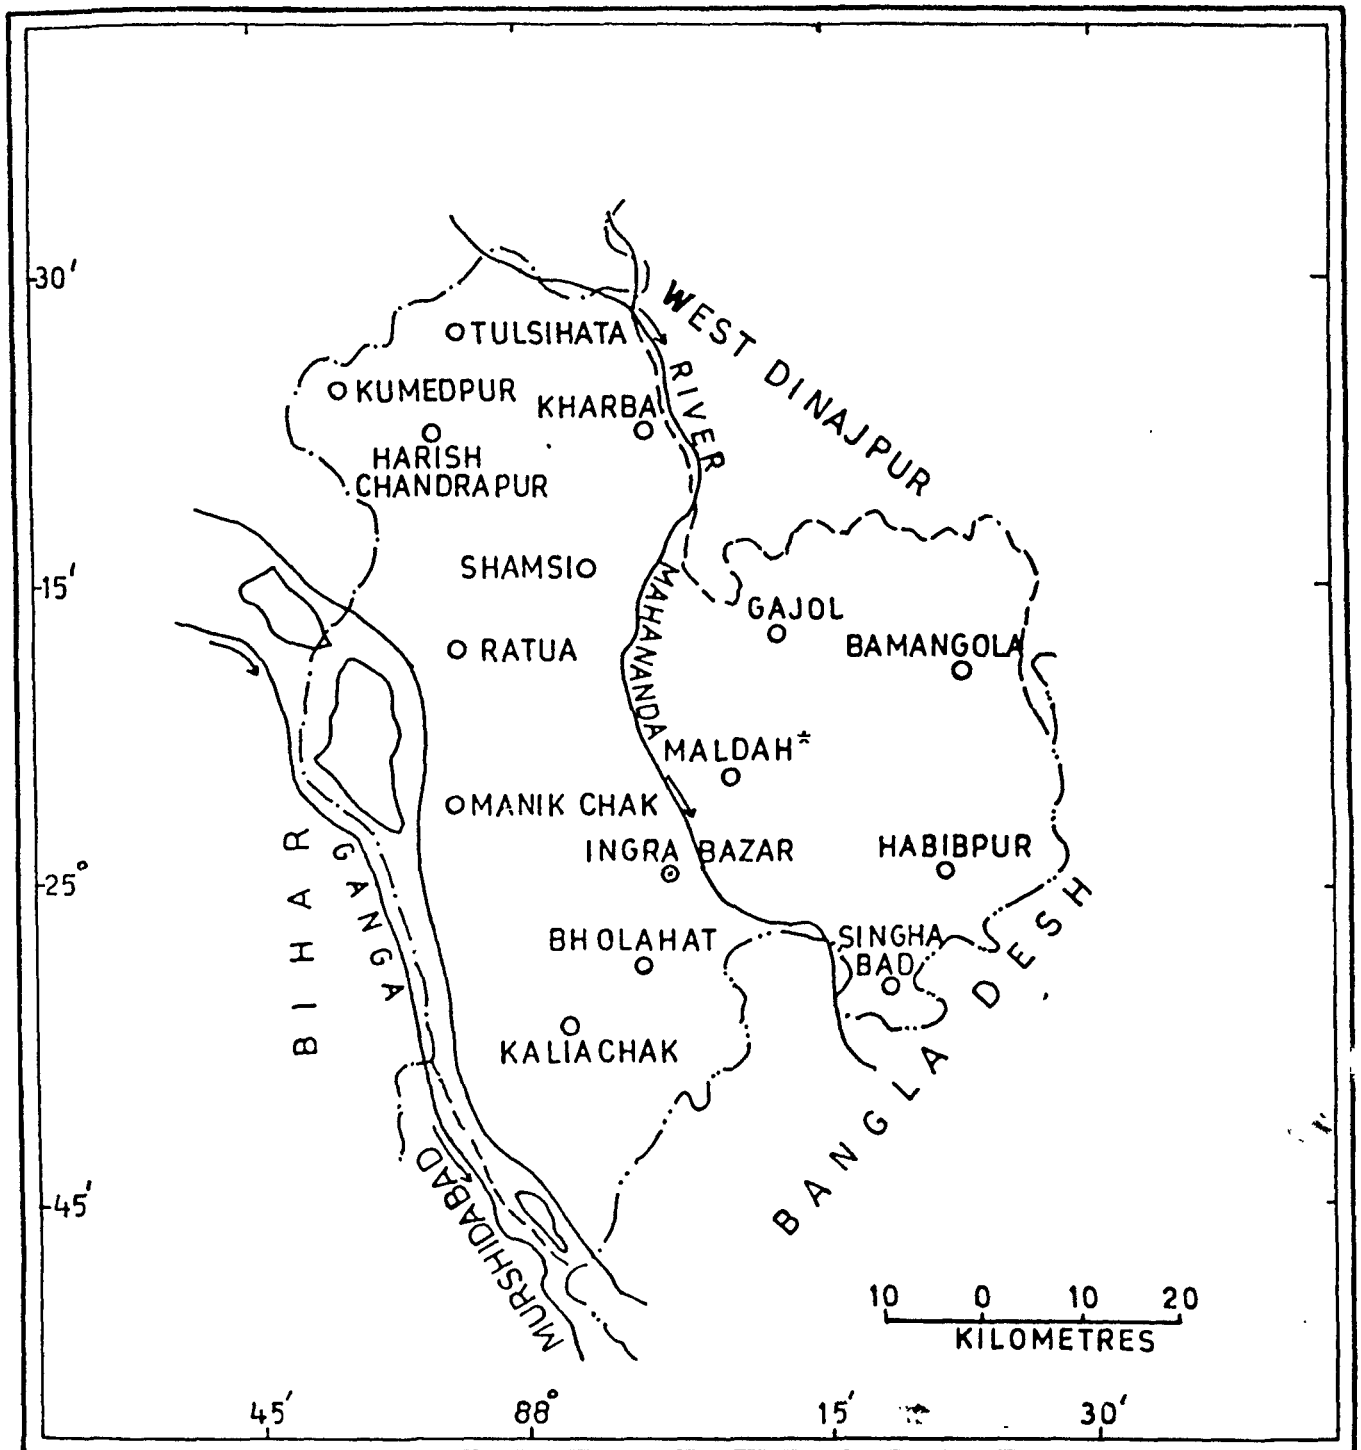 30′
WEST DINAJPUR
TULSIHATA
RIVER
KUMEDPUR
KHARBA
HARISH
CHANDRAPUR
SHAMSI
15′
MAHANANDA
GAJOL
RATUA
BAMANGOLA
MALDAH*
MANIK CHAK
INGRA BAZAR
HABIBPUR
BIHAR
GANGA
25°
BHOLAHAT
SINGHA
BAD
KALIACHAK
BANGLA DESH
MURSHIDABAD
45′
10 0 10 20
KILOMETRES
45′ 88° 15′ 30′